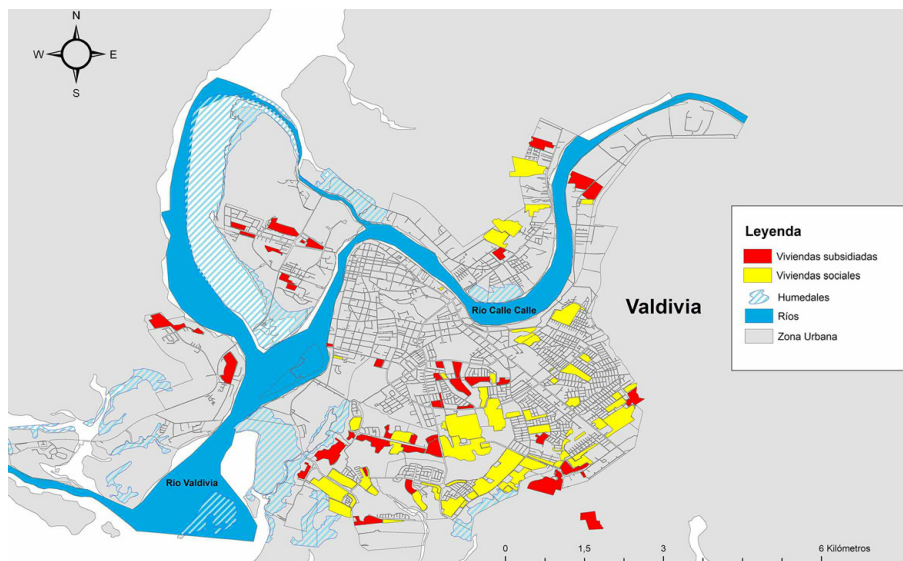 N
W E
S
Río Calle Calle
Valdivia
Río Valdivia
Leyenda
Viviendas subsidiadas
Viviendas sociales
Humedales
Ríos
Zona Urbana
0 1,5 3 6 Kilómetros